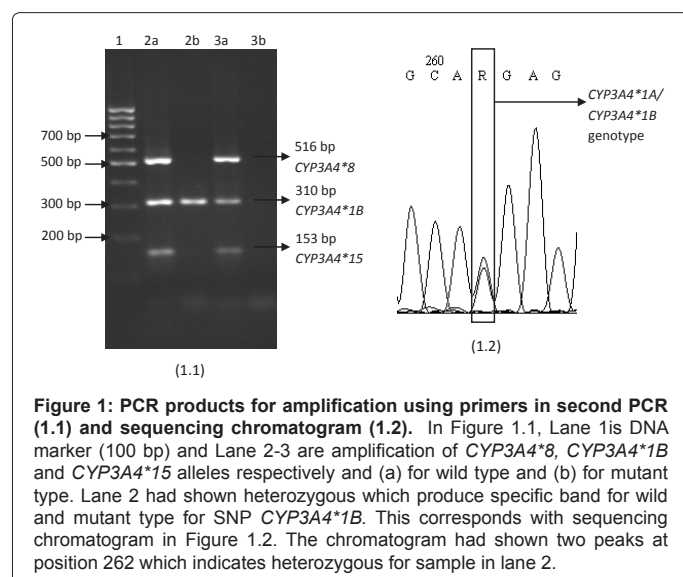 1 2a 2b 3a 3b
700 bp
500 bp
300 bp
200 bp
516 bp
CYP3A4*8
310 bp
CYP3A4*1B
153 bp
CYP3A4*15
(1.1)
260
G C A R G A G
CYP3A4*1A/
CYP3A4*1B
genotype
(1.2)
Figure 1: PCR products for amplification using primers in second PCR
(1.1) and sequencing chromatogram (1.2). In Figure 1.1, Lane 1is DNA
marker (100 bp) and Lane 2-3 are amplification of CYP3A4*8, CYP3A4*1B
and CYP3A4*15 alleles respectively and (a) for wild type and (b) for mutant
type. Lane 2 had shown heterozygous which produce specific band for wild
and mutant type for SNP CYP3A4*1B. This corresponds with sequencing
chromatogram in Figure 1.2. The chromatogram had shown two peaks at
position 262 which indicates heterozygous for sample in lane 2.